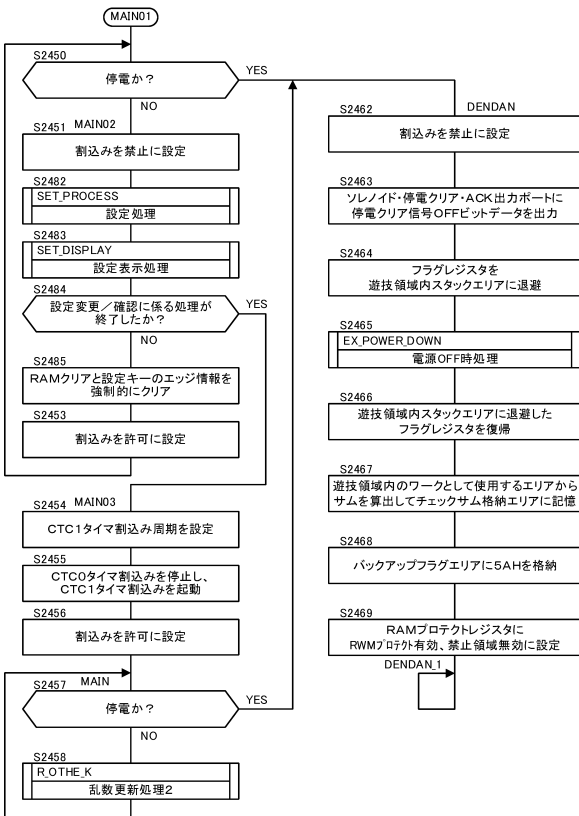 MAIN01
S2450
停電か?
YES
NO
S2451 MAIN02
割込みを禁止に設定
S2482
SET_PROCESS
設定処理
S2483
SET_DISPLAY
設定表示処理
S2484
設定変更/確認に係る処理が
終了したか?
YES
NO
S2485
RAMクリアと設定キーのエッジ情報を
強制的にクリア
S2453
割込を許可に設定
S2454 MAIN03
CTC1タイマ割込み周期を設定
S2455
CTC0タイマ割込みを停止し、
CTC1タイマ割込みを起動
S2456
割込みを許可に設定
S2457 MAIN
停電か?
YES
NO
S2458
R_OTHE_K
乱数更新処理2
S2462 DENDAN
割込みを禁止に設定
S2463
ソレノイド・停電クリア・ACK出力ポートに
停電クリア信号OFFビットデータを出力
S2464
フラグレジスタを
遊技領域内スタックエリアに退避
S2465
EX_POWER_DOWN
電源OFF時処理
S2466
遊技領域内スタックエリアに退避した
フラグレジスタを復帰
S2467
遊技領域内のワークとして使用するエリアから
サムを算出してチェックサム格納エリアに記憶
S2468
バックアップフラグエリアに5AHを格納
S2469
RAMプロテクトレジスタに
RWMプロテクト有効、禁止領域無効に設定
DENDAN_1